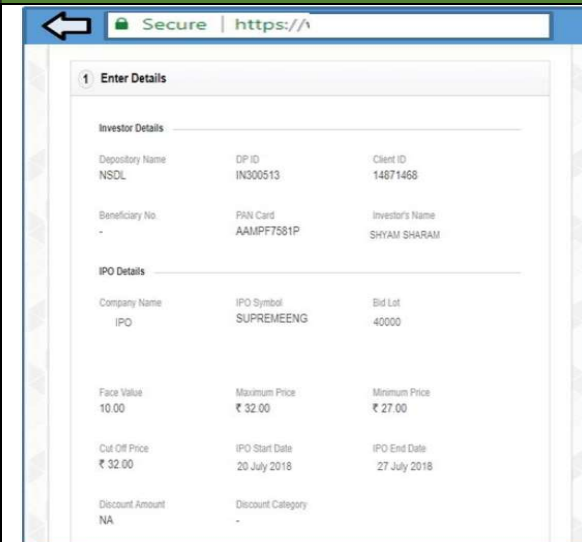 Secure | https://
1 Enter Details
Investor Details
Depository Name DP ID Client ID
NSDL IN300513 14871468
Beneficiary No. PAN Card Investor's Name
- AAMPF7581P SHYAM SHARAM
IPO Details
Company Name IPO Symbol Bid Lot
IPO SUPREMEENG 40000
Face Value Maximum Price Minimum Price
10.00 ₹ 32.00 ₹ 27.00
Cut Off Price IPO Start Date IPO End Date
₹ 32.00 20 July 2018 27 July 2018
Discount Amount Discount Category
NA -